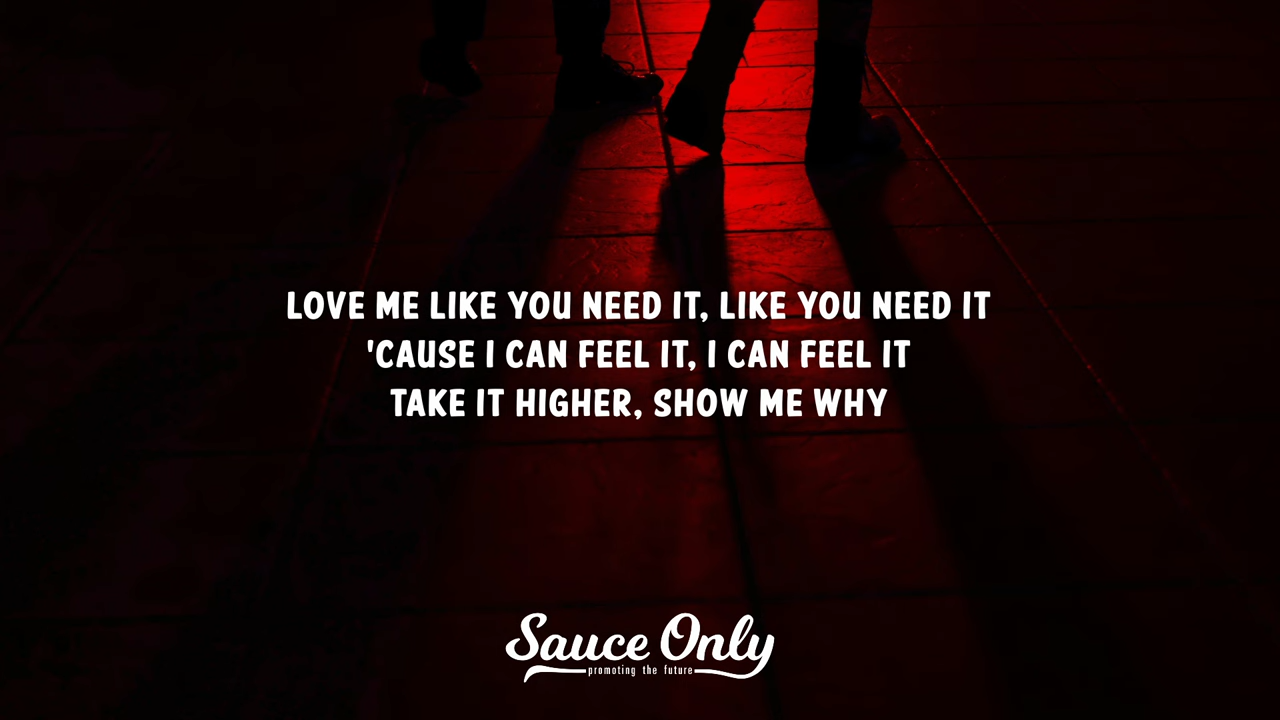 LOVE ME LIKE YOU NEED IT, LIKE YOU NEED IT
'CAUSE I CAN FEEL IT, I CAN FEEL IT
TAKE IT HIGHER, SHOW ME WHY
Sauce Only
promoting the future